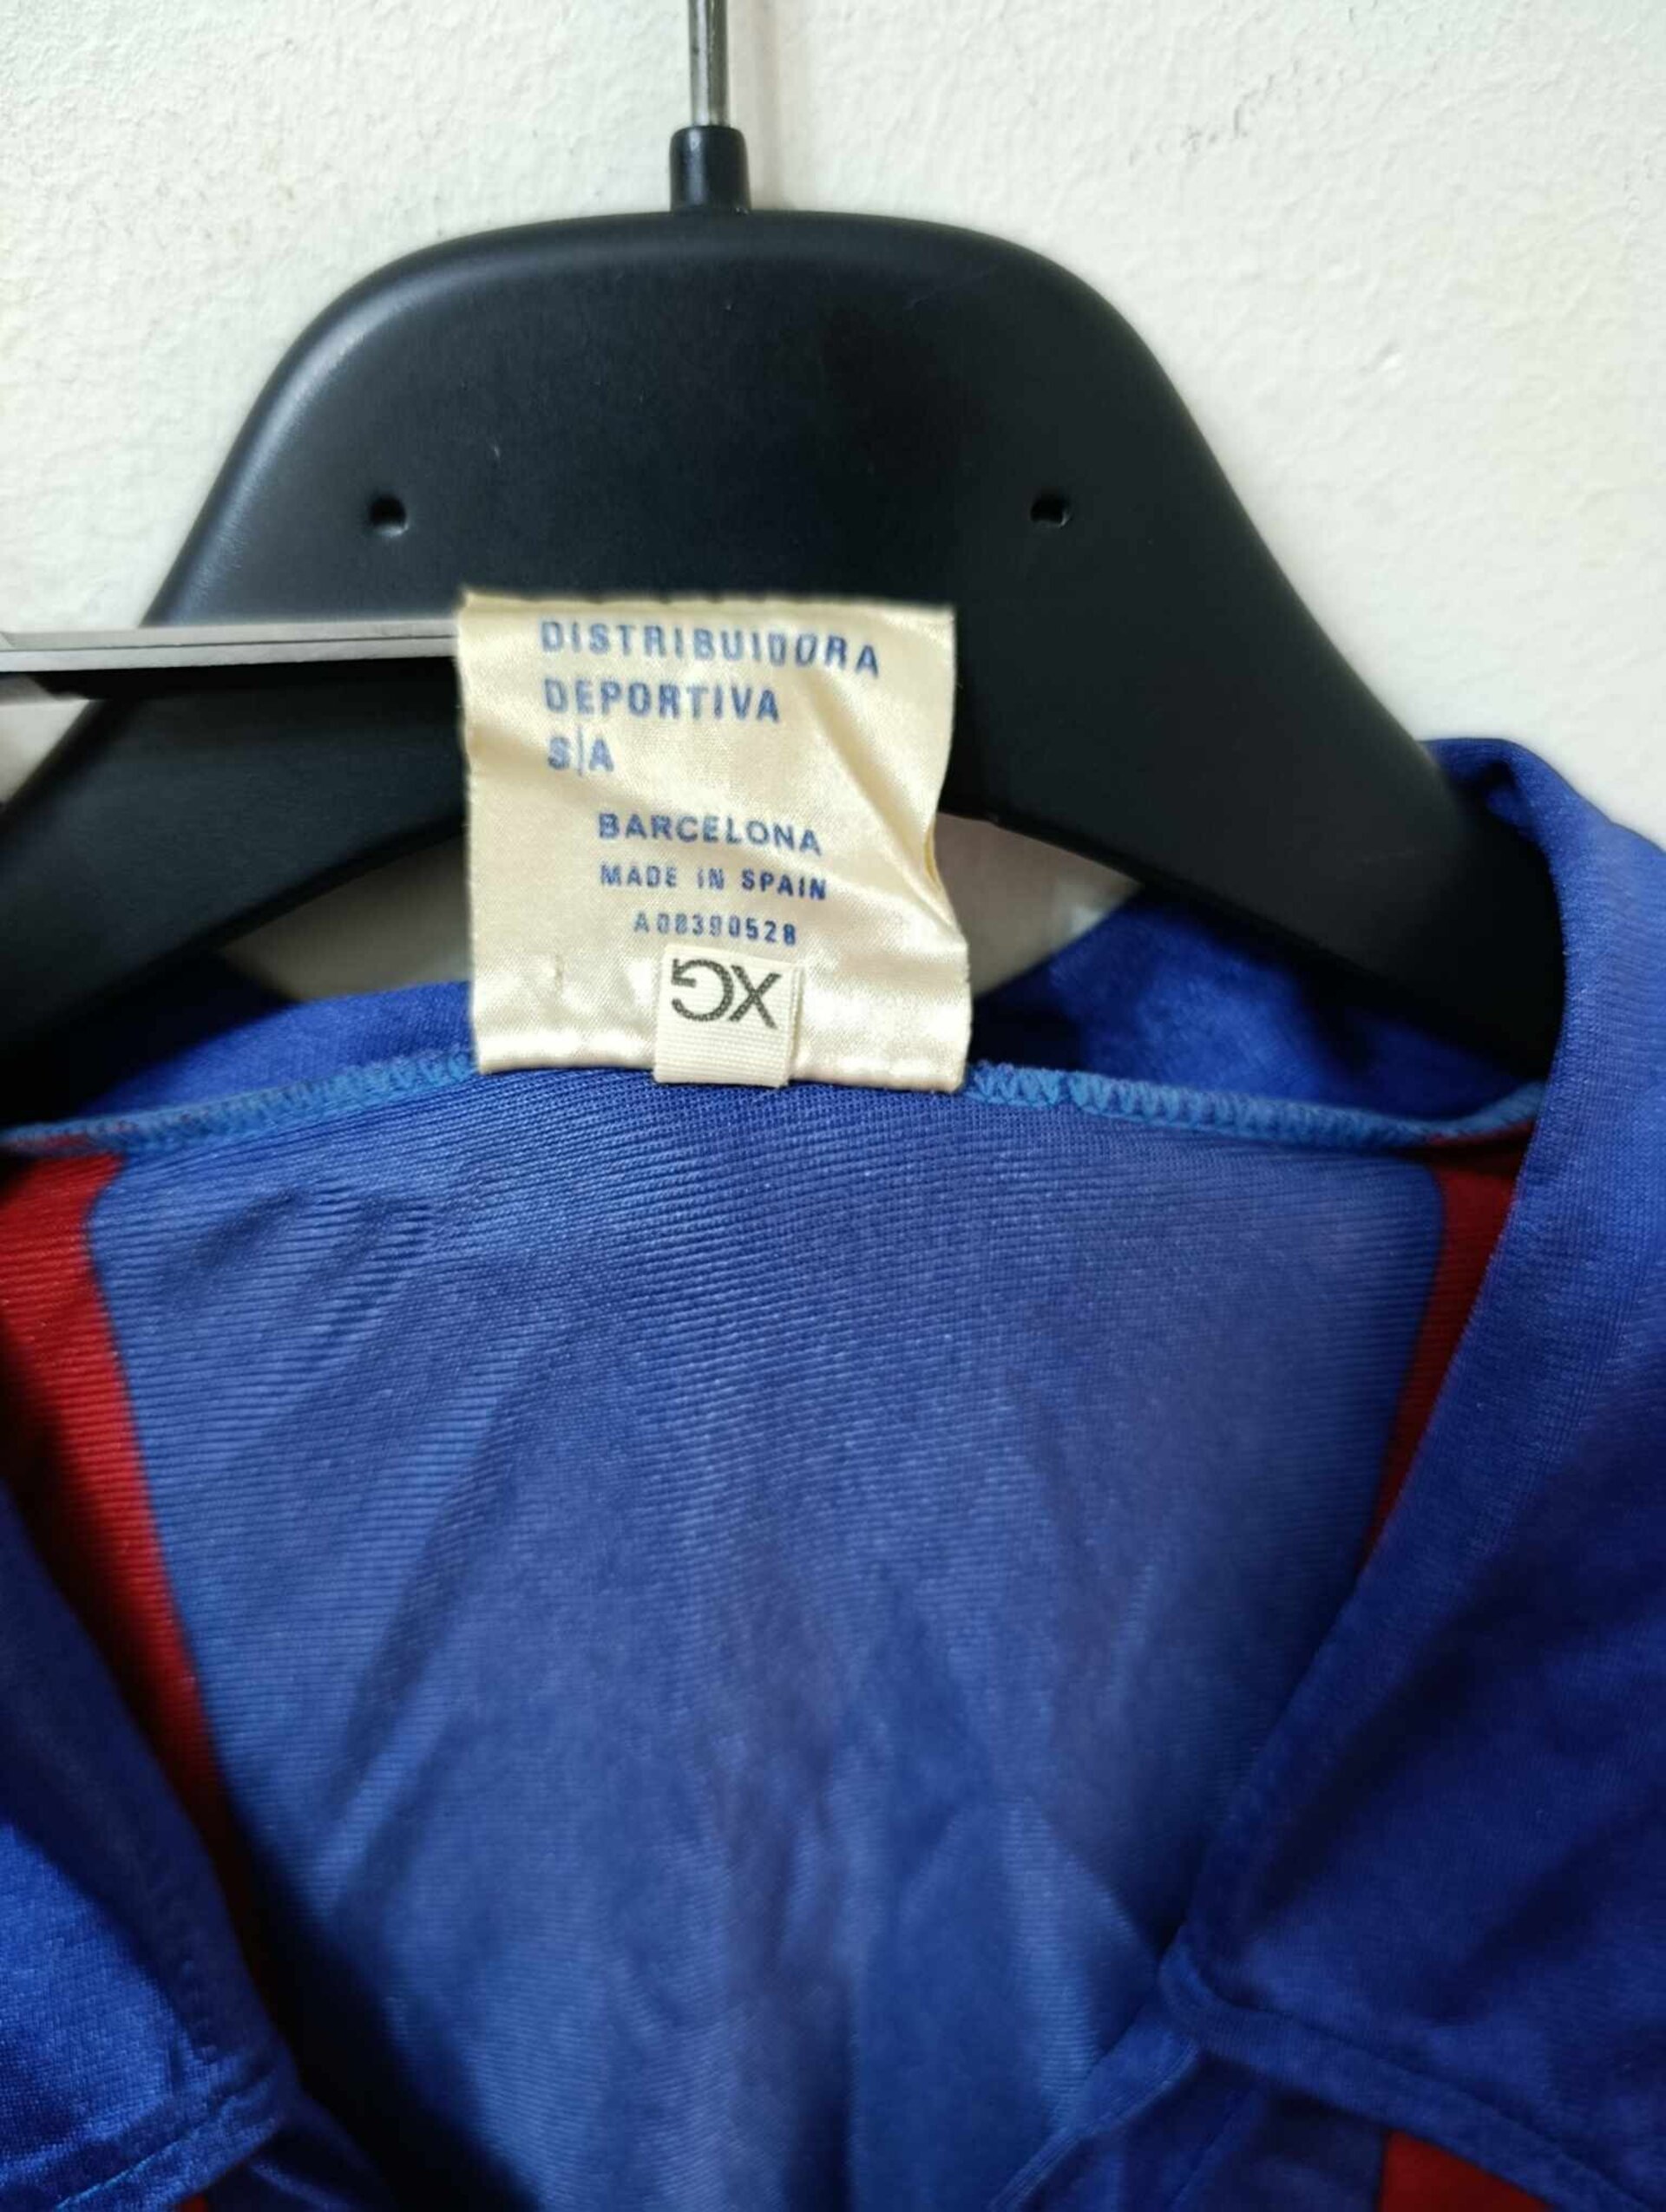 DISTRIBUIDORA
DEPORTIVA
S/A
BARCELONA
MADE IN SPAIN
A08390528
XG